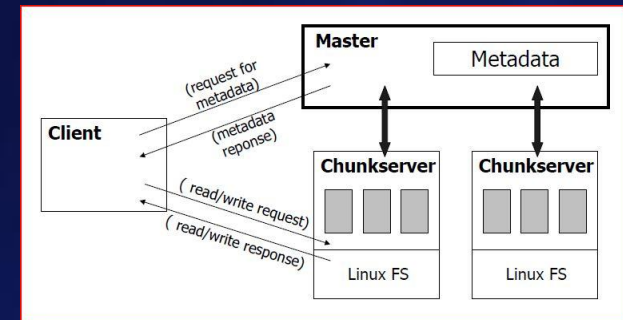 Master
Metadata
(request for
metadata)
(metadata
reponse)
Client
( read/write request)
( read/write response)
Chunkserver
Linux FS
Chunkserver
Linux FS